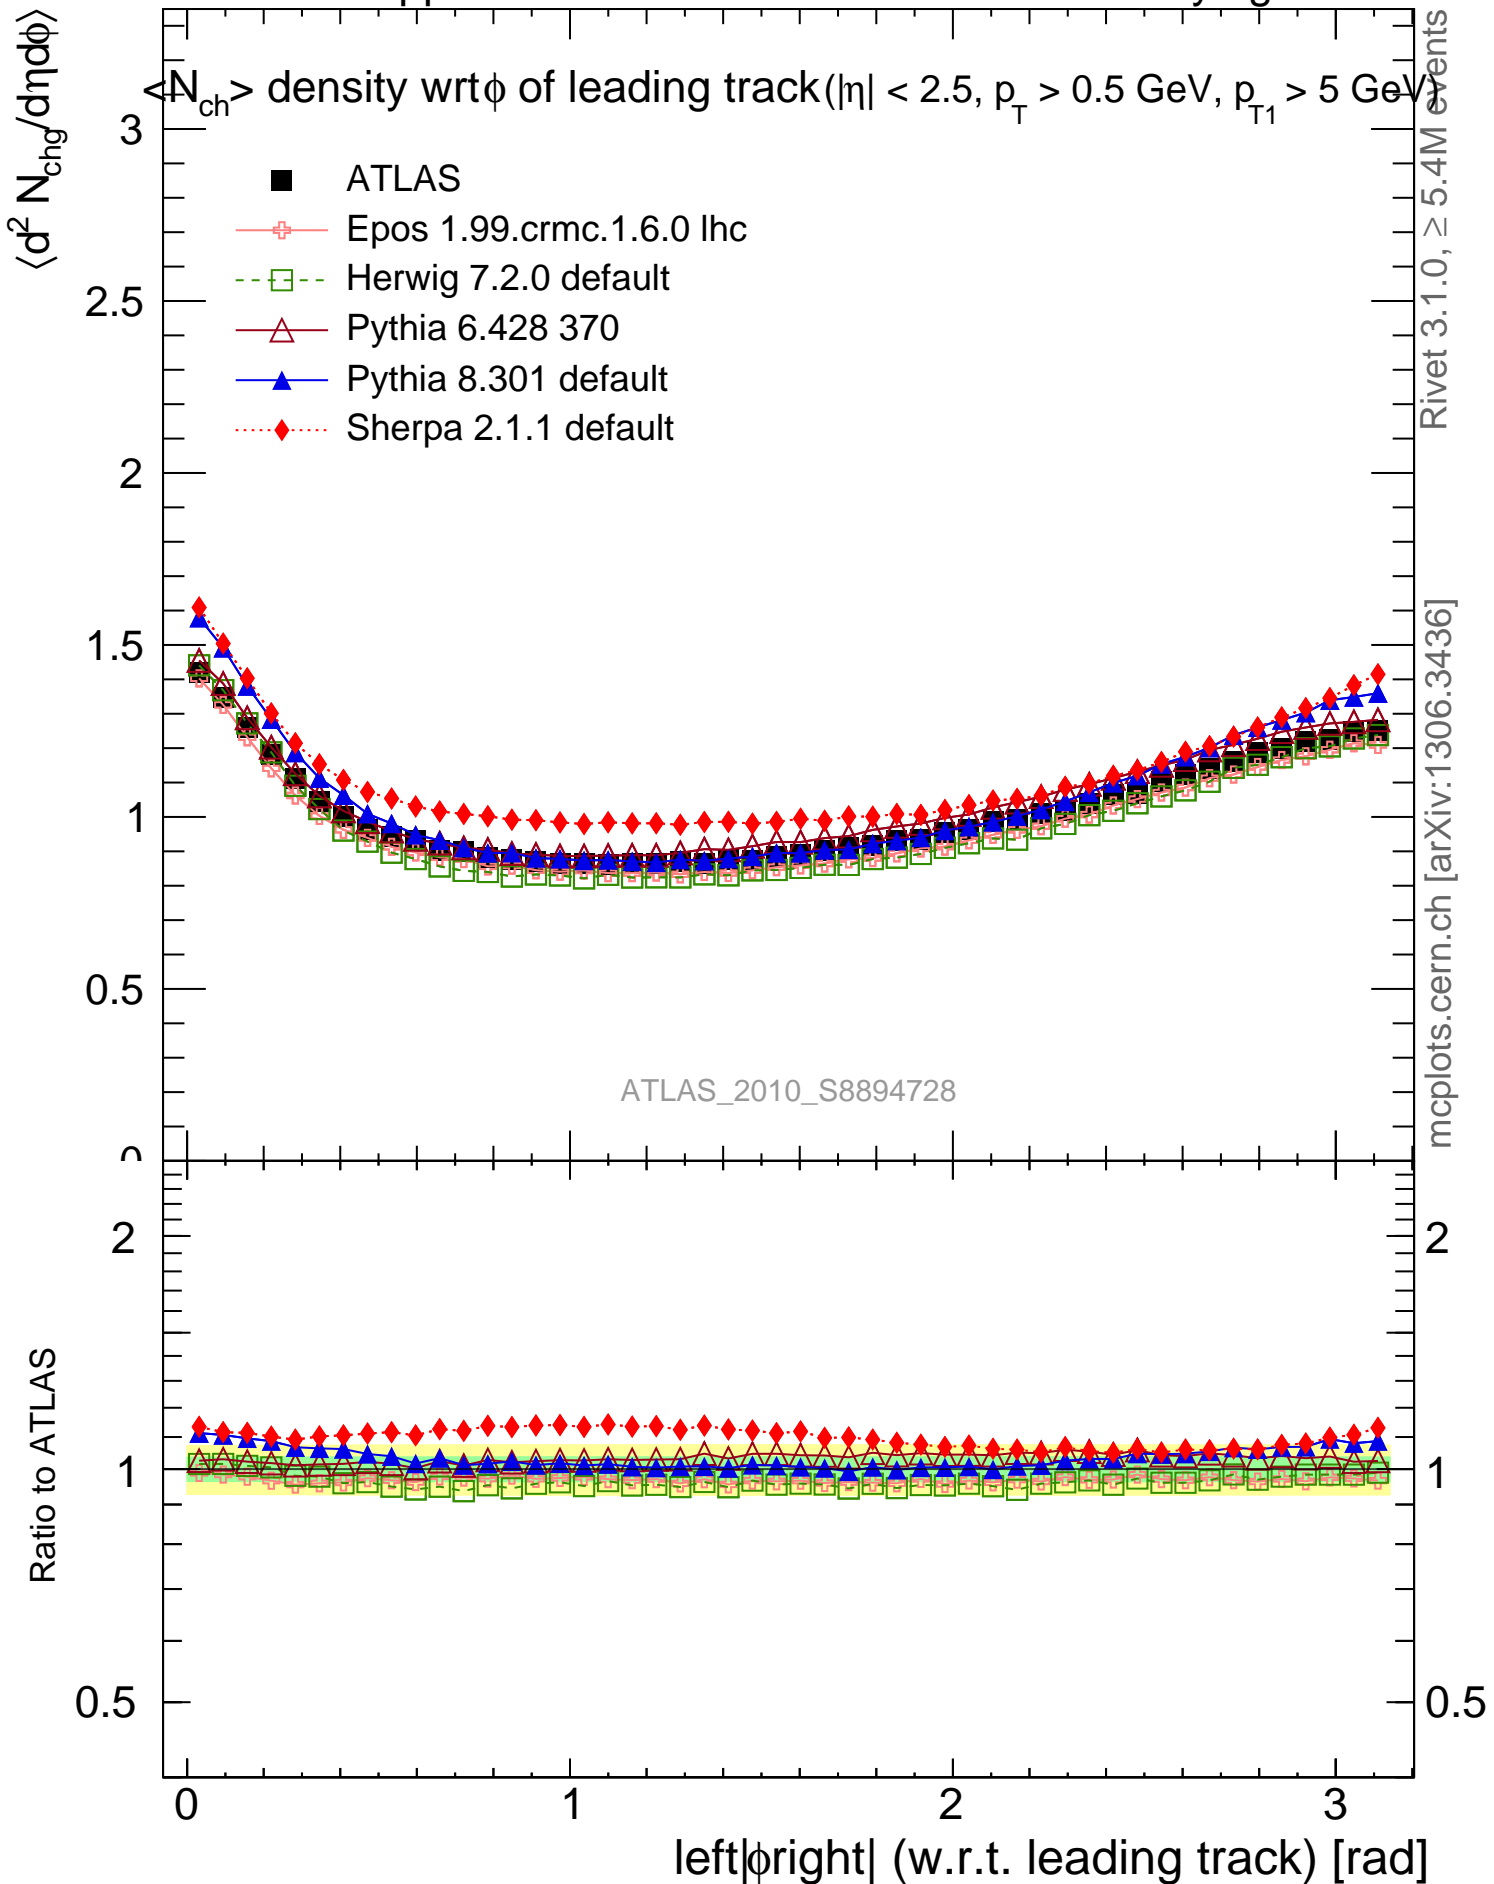 ⟨d² N_chg/dηdϕ⟩
<N_ch> density wrtϕ of leading track(|η| < 2.5, p_T > 0.5 GeV, p_T1 > 5 GeV)
3
2.5
2
1.5
1
0.5
0
ATLAS
Epos 1.99.crmc.1.6.0 lhc
Herwig 7.2.0 default
Pythia 6.428 370
Pythia 8.301 default
Sherpa 2.1.1 default
ATLAS_2010_S8894728
Rivet 3.1.0, ≥ 5.4M events
mcplots.cern.ch [arXiv:1306.3436]
Ratio to ATLAS
2
1
0.5
2
1
0.5
0
1
2
3
left|ϕright| (w.r.t. leading track) [rad]